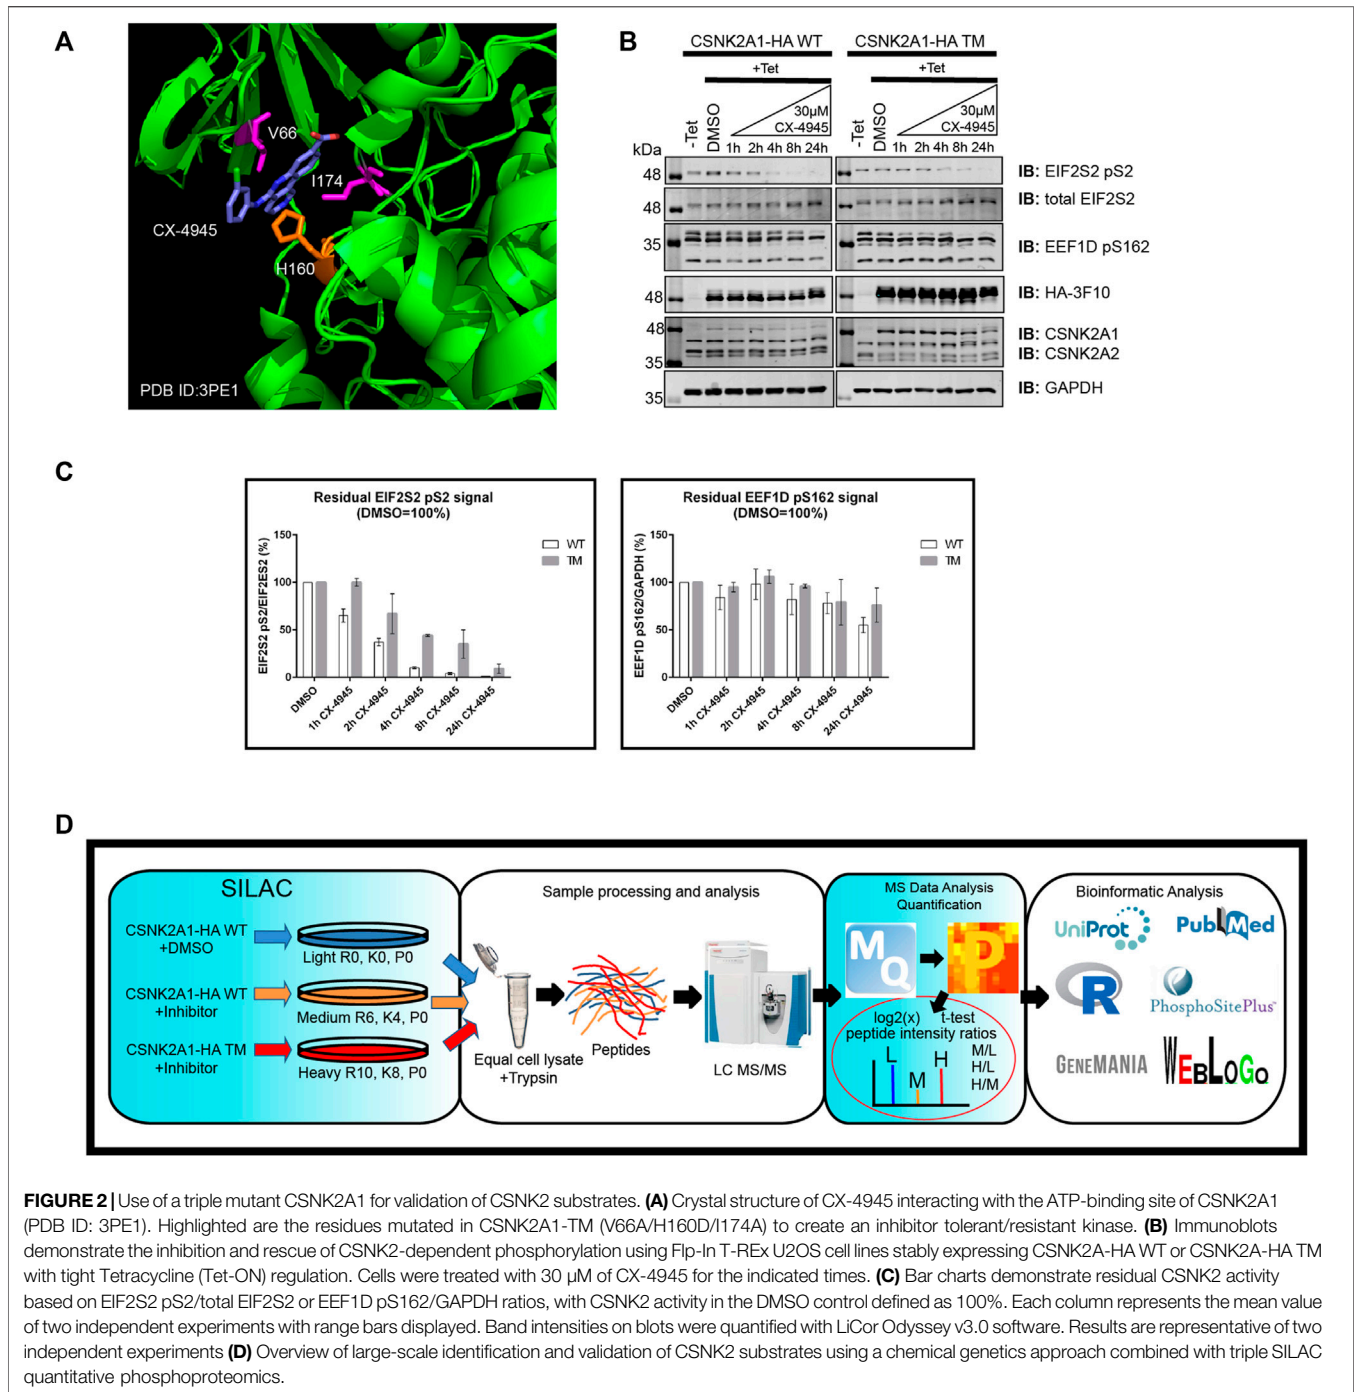 A
V66
I174
CX-4945
H160
PDB ID:3PE1
B
CSNK2A1-HA WT
CSNK2A1-HA TM
+Tet
+Tet
-Tet
DMSO
30µM
CX-4945
-Tet
DMSO
30µM
CX-4945
kDa
1h 2h 4h 8h 24h
1h 2h 4h 8h 24h
48
48
IB: EIF2S2 pS2
48
48
IB: total EIF2S2
35
35
IB: EEF1D pS162
48
48
IB: HA-3F10
48
48
IB: CSNK2A1
35
35
IB: CSNK2A2
35
35
IB: GAPDH
C
Residual EIF2S2 pS2 signal
(DMSO=100%)
EIF2S2 pS2/EIF2ES2 (%)
150
100
50
0
WT
TM
DMSO
1h CX-4945
2h CX-4945
4h CX-4945
8h CX-4945
24h CX-4945
Residual EEF1D pS162 signal
(DMSO=100%)
EEF1D pS162/GAPDH (%)
150
100
50
0
WT
TM
DMSO
1h CX-4945
2h CX-4945
4h CX-4945
8h CX-4945
24h CX-4945
D
SILAC
CSNK2A1-HA WT
+DMSO
Light R0, K0, P0
CSNK2A1-HA WT
+Inhibitor
Medium R6, K4, P0
CSNK2A1-HA TM
+Inhibitor
Heavy R10, K8, P0
Sample processing and analysis
Equal cell lysate
+Trypsin
Peptides
LC MS/MS
MS Data Analysis
Quantification
M
Q
P
log2(x) t-test
peptide intensity ratios
L
M
H
M/L
H/L
H/M
Bioinformatic Analysis
UniProt
PubMed
R
PhosphoSitePlus™
GENEMANIA
WEBLOGO
FIGURE 2 | Use of a triple mutant CSNK2A1 for validation of CSNK2 substrates. (A) Crystal structure of CX-4945 interacting with the ATP-binding site of CSNK2A1
(PDB ID: 3PE1). Highlighted are the residues mutated in CSNK2A1-TM (V66A/H160D/I174A) to create an inhibitor tolerant/resistant kinase. (B) Immunoblots
demonstrate the inhibition and rescue of CSNK2-dependent phosphorylation using Flp-In T-REx U2OS cell lines stably expressing CSNK2A-HA WT or CSNK2A-HA TM
with tight Tetracycline (Tet-ON) regulation. Cells were treated with 30 µM of CX-4945 for the indicated times. (C) Bar charts demonstrate residual CSNK2 activity
based on EIF2S2 pS2/total EIF2S2 or EEF1D pS162/GAPDH ratios, with CSNK2 activity in the DMSO control defined as 100%. Each column represents the mean value
of two independent experiments with range bars displayed. Band intensities on blots were quantified with LiCor Odyssey v3.0 software. Results are representative of two
independent experiments (D) Overview of large-scale identification and validation of CSNK2 substrates using a chemical genetics approach combined with triple SILAC
quantitative phosphoproteomics.